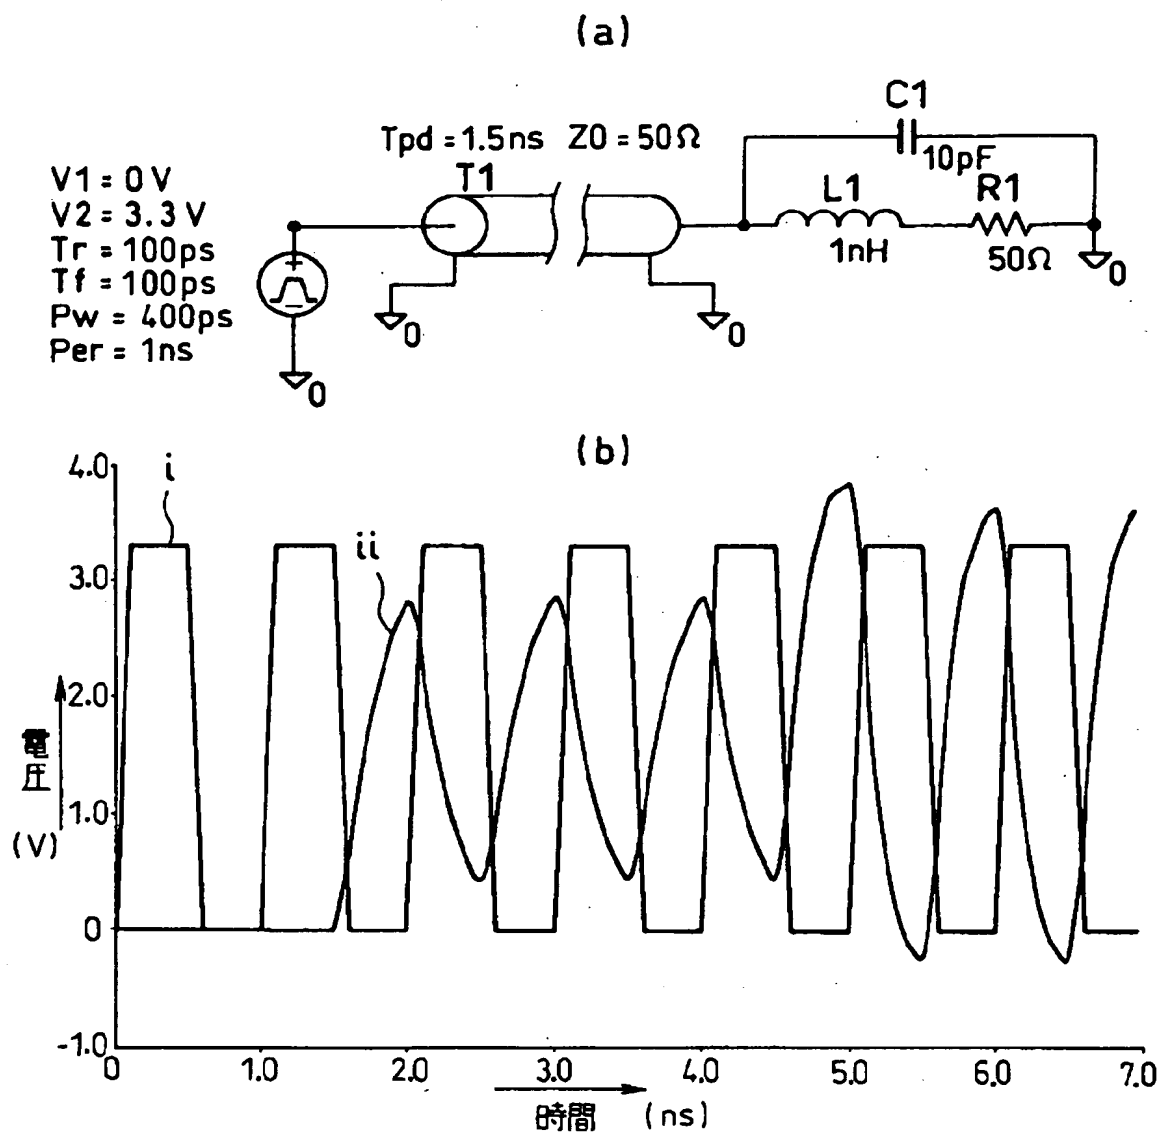 (a)
C1
10pF
Tpd = 1.5ns Z0 = 50Ω
T1
L1
1nH
R1
50Ω
0
V1 = 0V
V2 = 3.3V
Tr = 100ps
Tf = 100ps
Pw = 400ps
Per = 1ns
+
−
0
0
0
(b)
i
ii
4.0
3.0
2.0
1.0
0
-1.0
電圧
(V)
0 1.0 2.0 3.0 4.0 5.0 6.0 7.0
時間 (ns)